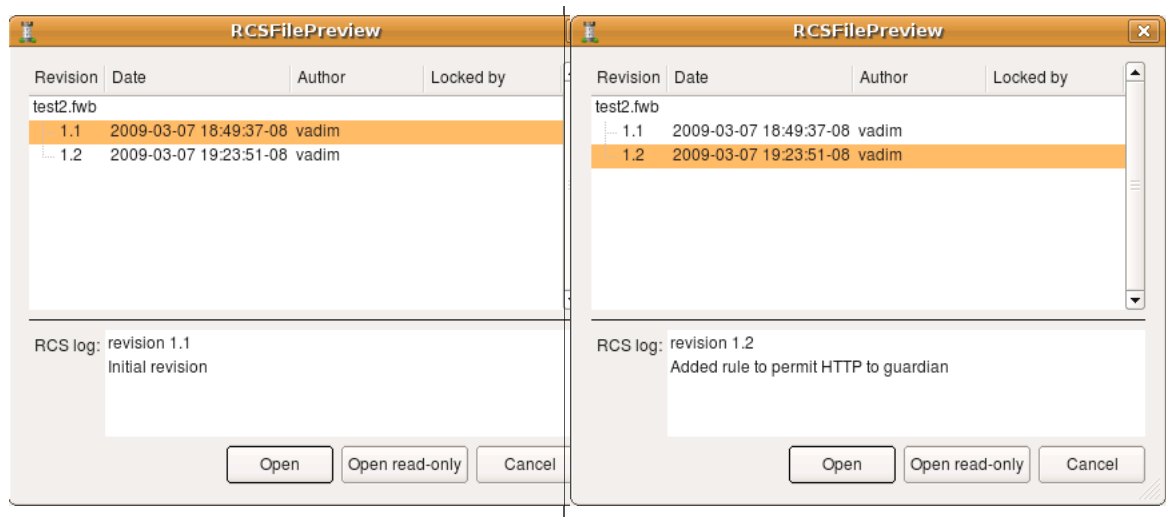 RCSFilePreview
Revision Date Author Locked by
test2.fwb
1.1 2009-03-07 18:49:37-08 vadim
1.2 2009-03-07 19:23:51-08 vadim
RCS log: revision 1.1
Initial revision
Open Open read-only Cancel
RCSFilePreview
Revision Date Author Locked by
test2.fwb
1.1 2009-03-07 18:49:37-08 vadim
1.2 2009-03-07 19:23:51-08 vadim
RCS log: revision 1.2
Added rule to permit HTTP to guardian
Open Open read-only Cancel